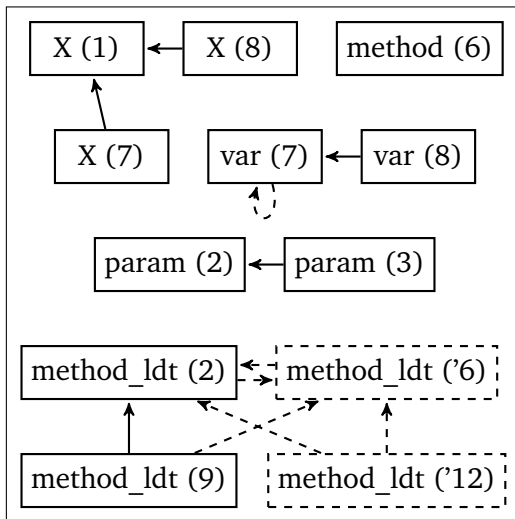 X (1) X (8) method (6)
X (7) var (7) var (8)
param (2) param (3)
method_ldt (2) method_ldt ('6)
method_ldt (9) method_ldt ('12)